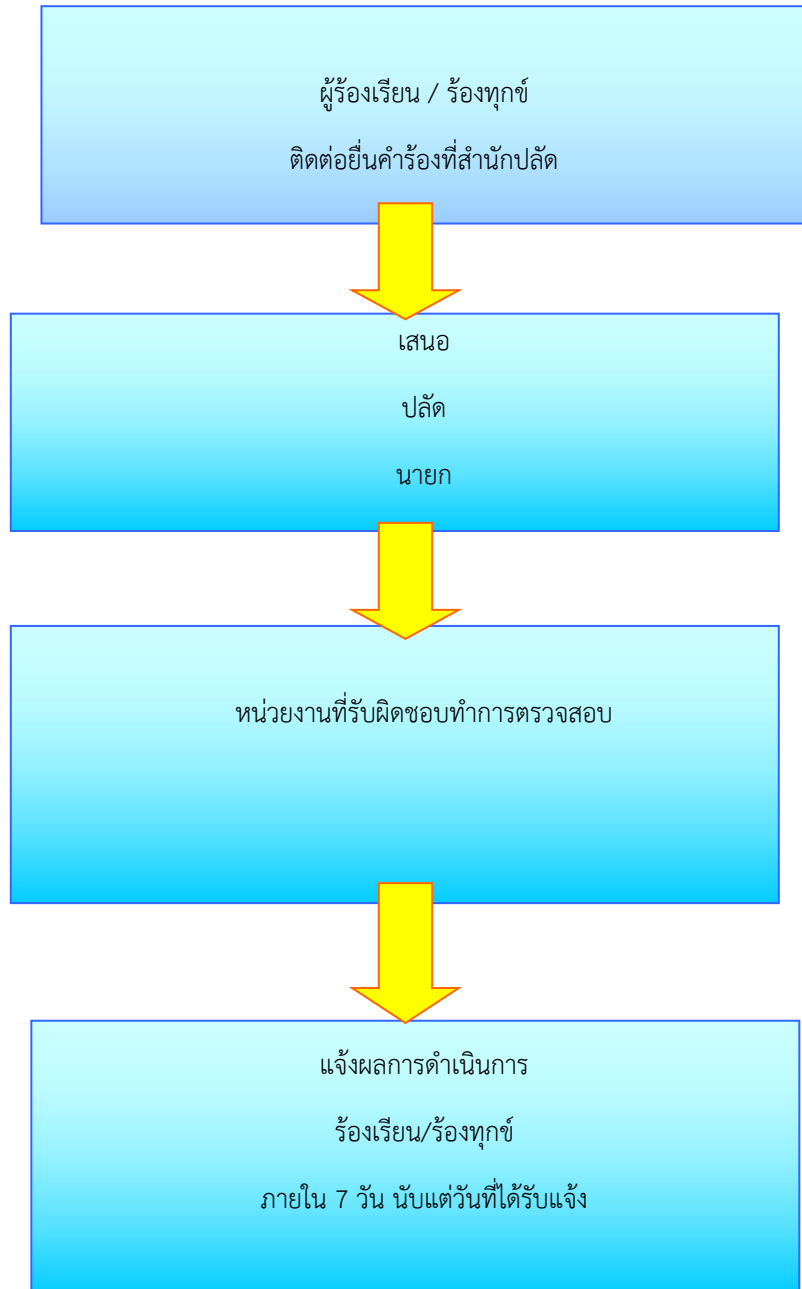 ผู้ร้องเรียน / ร้องทุกข์
ติดต่อยื่นคำร้องที่สำนักปลัด
เสนอ
ปลัด
นายก
หน่วยงานที่รับผิดชอบทำการตรวจสอบ
แจ้งผลการดำเนินการ
ร้องเรียน/ร้องทุกข์
ภายใน 7 วัน นับแต่วันที่ได้รับแจ้ง